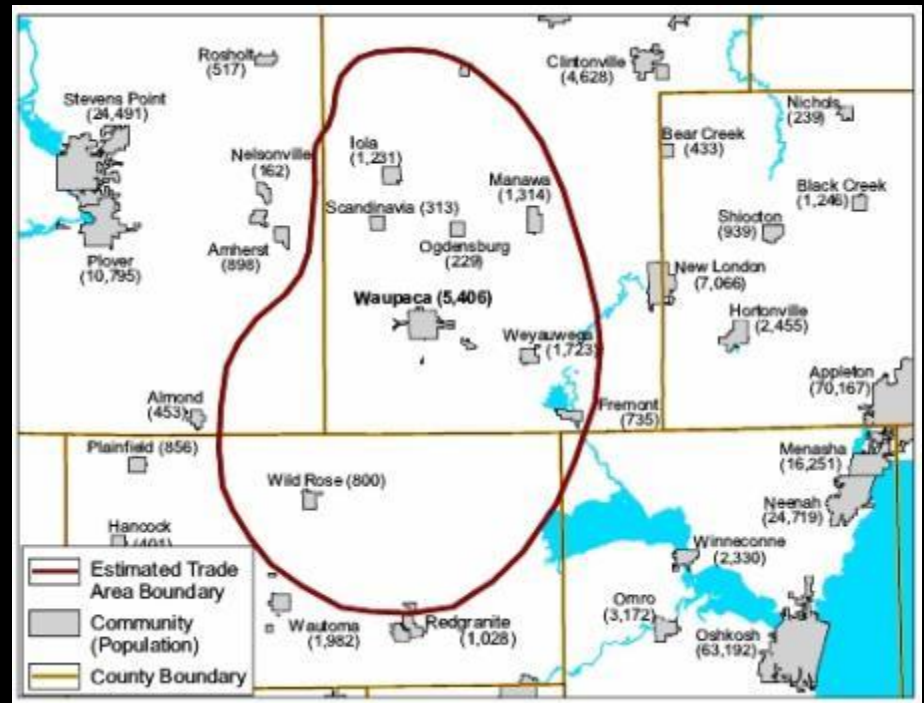 Rosholt
(517)
Clintonville
(4,628)
Stevens Point
(24,491)
Nichols
(239)
Bear Creek
(433)
Iola
(1,231)
Nelsonville
(162)
Manawa
(1,314)
Black Creek
(1,246)
Scandinavia (313)
Shiocton
(939)
Ogdensburg
(229)
Amherst
(898)
Plover
(10,795)
New London
(7,066)
Waupaca (5,406)
Hortonville
(2,455)
Weyauwega
(1,723)
Appleton
(70,167)
Almond
(453)
Fremont
(735)
Plainfield (856)
Menasha
(16,251)
Wild Rose (800)
Neenah
(24,719)
Hancock
(401)
Winneconne
(2,330)
Estimated Trade
Area Boundary
Community
(Population)
County Boundary
Wautoma
(1,982)
Redgranite
(1,028)
Omro
(3,172)
Oshkosh
(63,192)